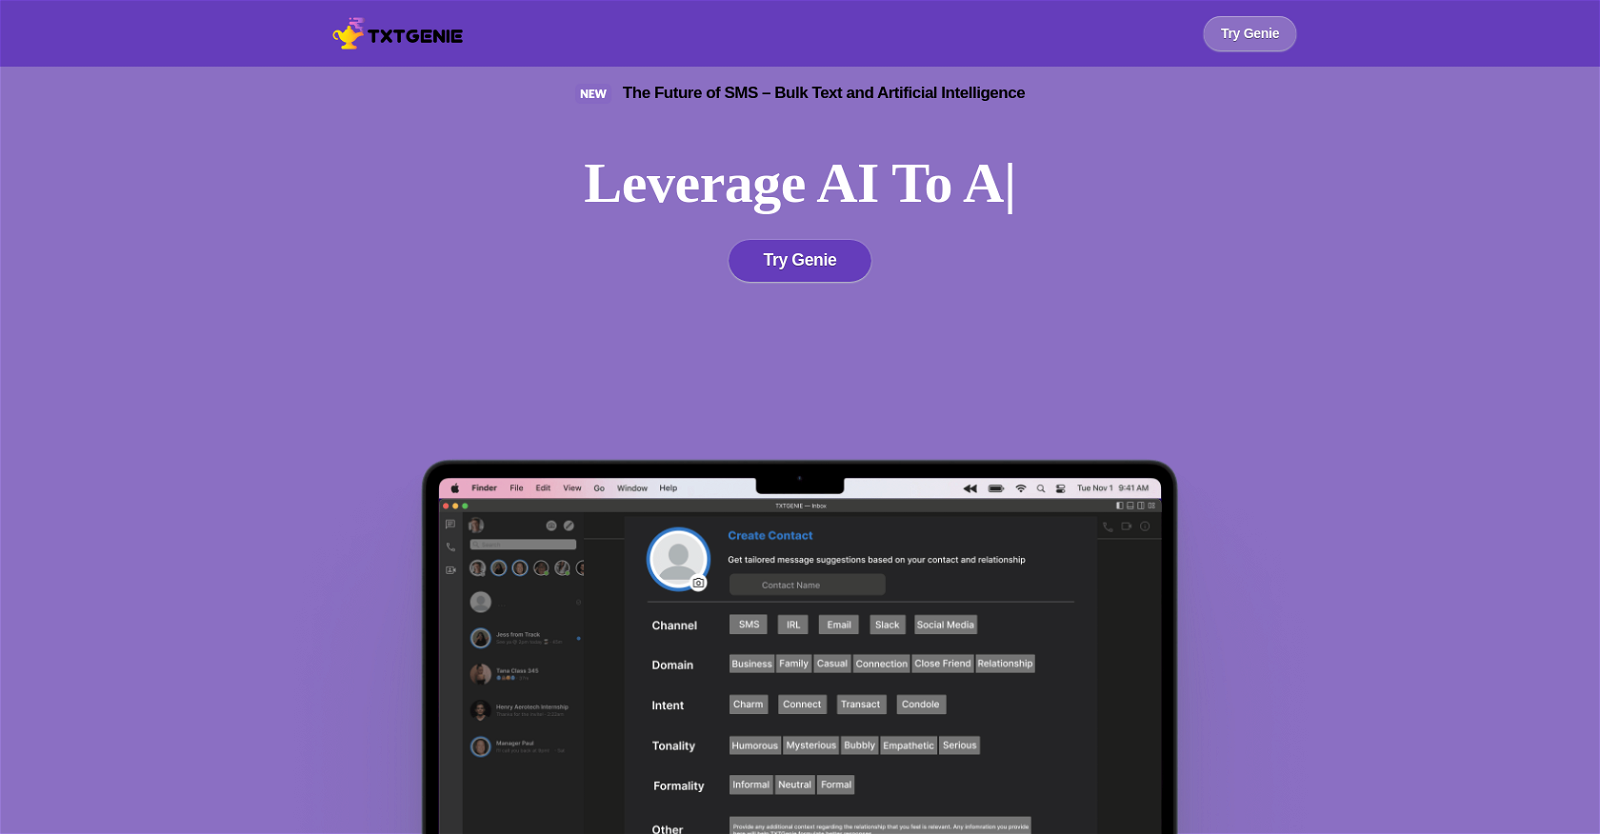 TXTGENIE
Try Genie
NEW The Future of SMS – Bulk Text and Artificial Intelligence
Leverage AI To A|
Try Genie
Finder File Edit View Go Window Help Tue Nov 1 9:41 AM
TXTGENIE — Inbox
Search
Create Contact
Get tailored message suggestions based on your contact and relationship
Contact Name
Channel SMS IRL Email Slack Social Media
Jess from Track
Domain Business Family Casual Connection Close Friend Relationship
Tena Class 345
Intent Charm Connect Transact Condole
Henry Aerotech Internship
Tonality Humorous Mysterious Bubbly Empathetic Serious
Manager Paul
Formality Informal Neutral Formal
Other Provide any additional context regarding the relationship that you feel is relevant. Any information you provide